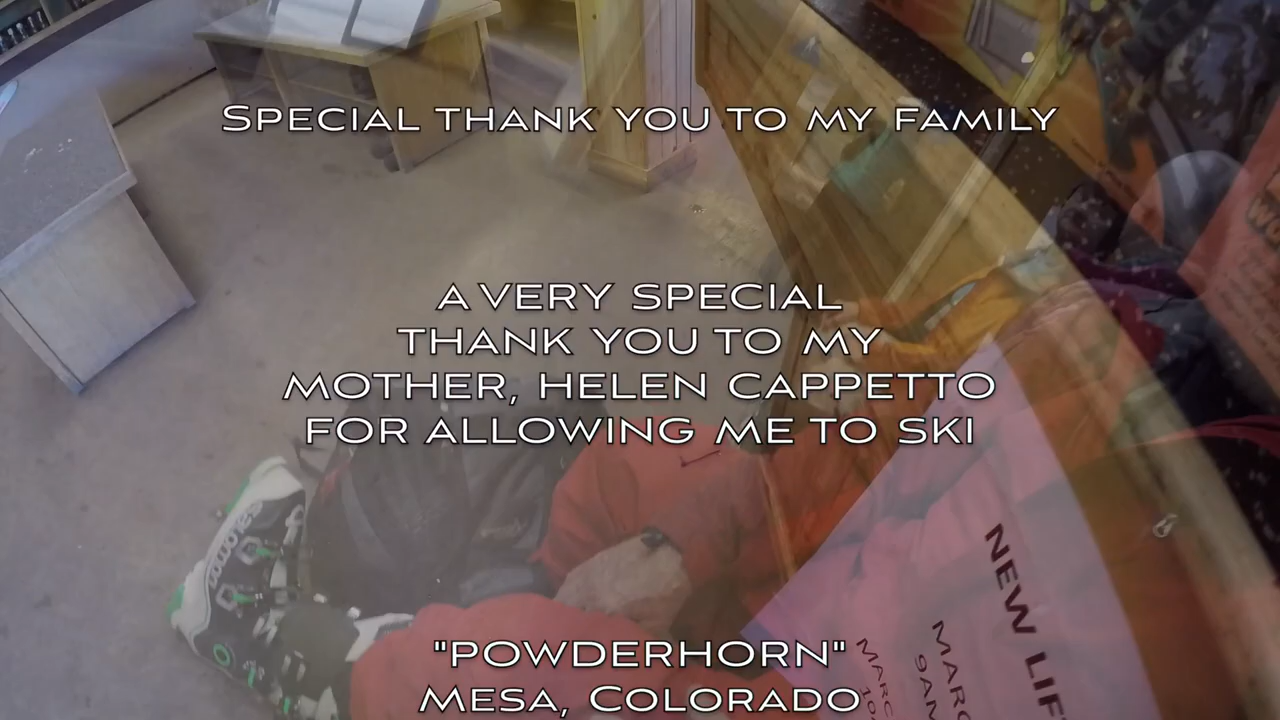 SPECIAL THANK YOU TO MY FAMILY
A VERY SPECIAL
THANK YOU TO MY
MOTHER, HELEN CAPPETTO
FOR ALLOWING ME TO SKI
"POWDERHORN"
MESA, COLORADO
SALOMON
NEW